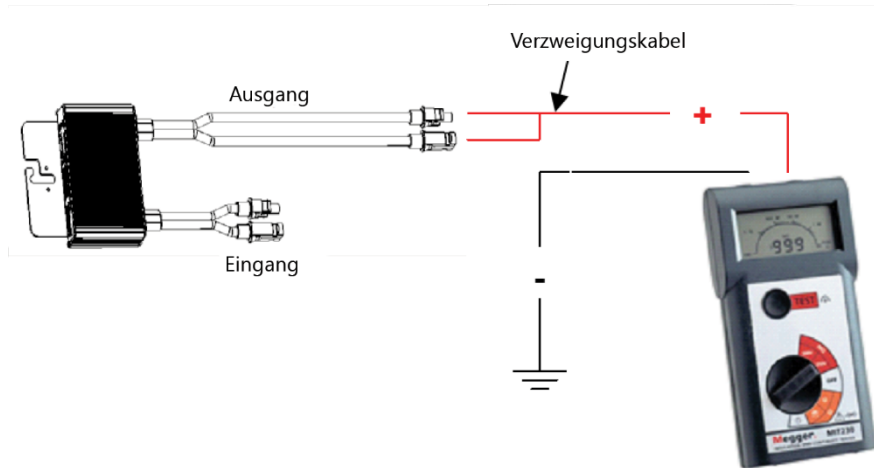 Verzweigungskabel
Ausgang
+
-
Eingang
999
TEST
Megger. MIT230